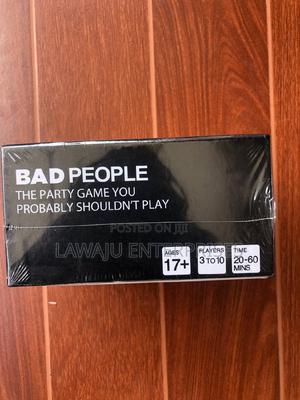 BAD PEOPLE
THE PARTY GAME YOU
PROBABLY SHOULDN'T PLAY
POSTED ON JIJI
LAWAJU ENTERPRISE
AGES
17+
PLAYERS
3 TO 10
TIME
20-60
MINS